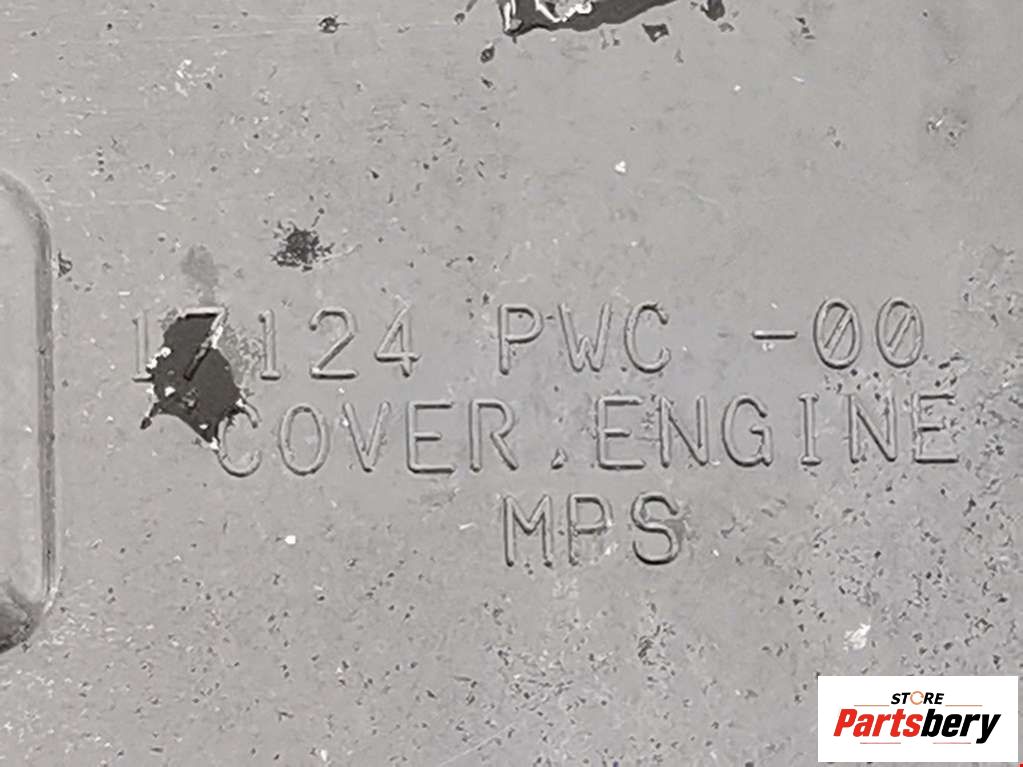 17124 PWC -00
COVER.ENGINE
MPS
STORE
Partsbery